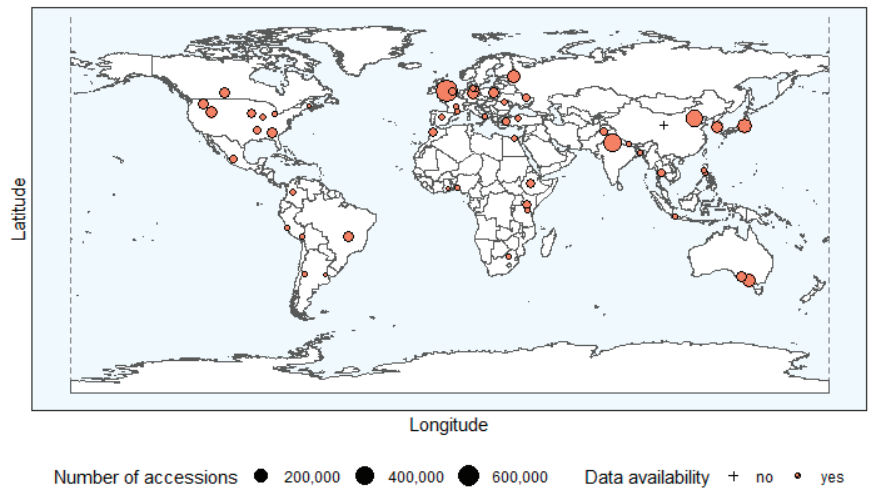 Latitude
Longitude
Number of accessions 200,000 400,000 600,000 Data availability no yes